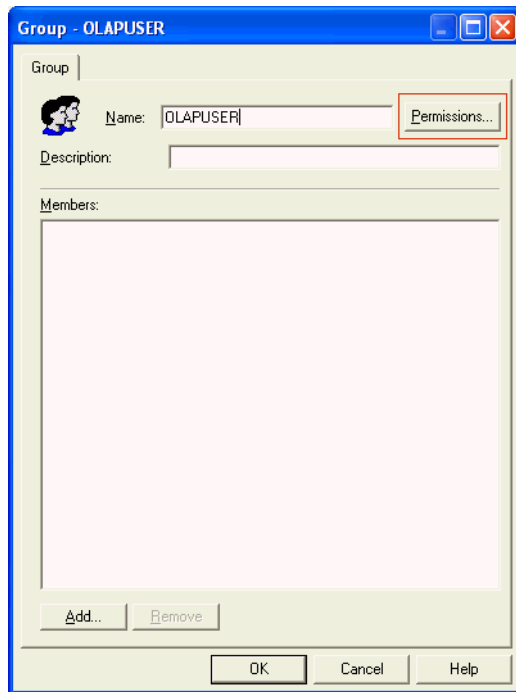 Group - OLAPUSER
Group
Name: OLAPUSER Permissions...
Description:
Members:
Add... Remove
OK Cancel Help